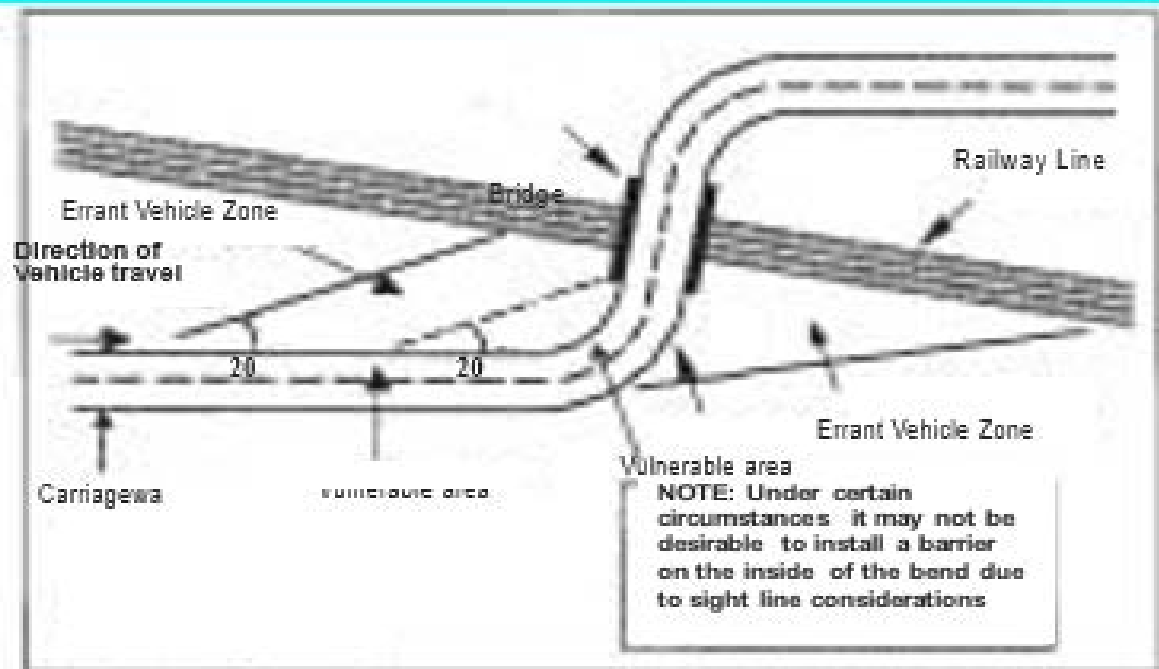 Railway Line
Bridge
Errant Vehicle Zone
Direction of
Vehicle travel
20
20
Errant Vehicle Zone
Vulnerable area
Carriagewa
vulnerable area
NOTE: Under certain
circumstances it may not be
desirable to install a barrier
on the inside of the bend due
to sight line considerations